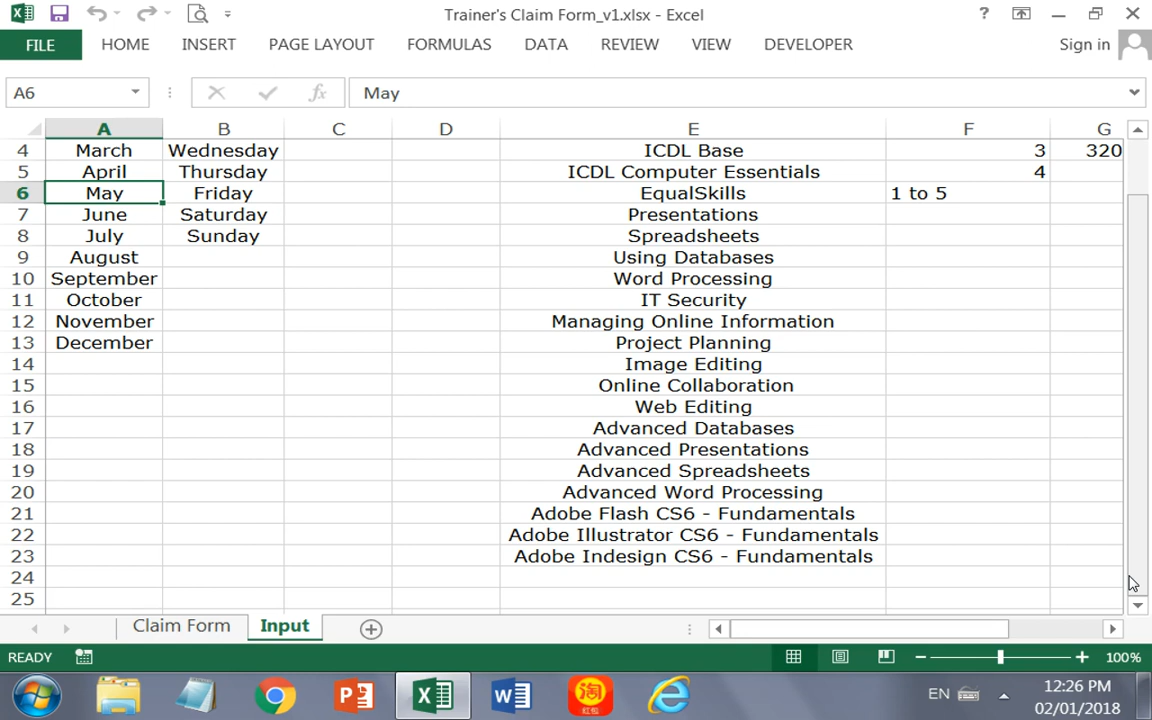 Trainer's Claim Form_v1.xlsx - Excel
?
FILE HOME INSERT PAGE LAYOUT FORMULAS DATA REVIEW VIEW DEVELOPER Sign in
A6 fx May
A B C D E F G
4 March Wednesday ICDL Base 3 320
5 April Thursday ICDL Computer Essentials 4
6 May Friday EqualSkills 1 to 5
7 June Saturday Presentations
8 July Sunday Spreadsheets
9 August Using Databases
10 September Word Processing
11 October IT Security
12 November Managing Online Information
13 December Project Planning
14 Image Editing
15 Online Collaboration
16 Web Editing
17 Advanced Databases
18 Advanced Presentations
19 Advanced Spreadsheets
20 Advanced Word Processing
21 Adobe Flash CS6 - Fundamentals
22 Adobe Illustrator CS6 - Fundamentals
23 Adobe Indesign CS6 - Fundamentals
24
25
Claim Form Input
READY 100%
淘
红包
EN 12:26 PM
02/01/2018